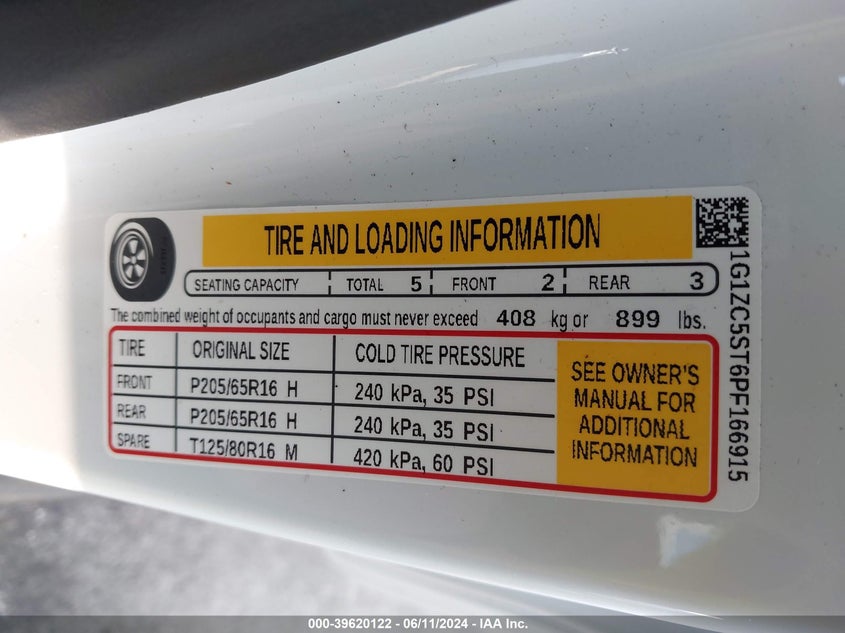 TIRE AND LOADING INFORMATION
SEATING CAPACITY TOTAL 5 FRONT 2 REAR 3
The combined weight of occupants and cargo must never exceed 408 kg or 899 lbs.
TIRE ORIGINAL SIZE COLD TIRE PRESSURE
FRONT P205/65R16 H 240 kPa, 35 PSI
REAR P205/65R16 H 240 kPa, 35 PSI
SPARE T125/80R16 M 420 kPa, 60 PSI
SEE OWNER'S
MANUAL FOR
ADDITIONAL
INFORMATION
1G1ZC5ST6PF166915
000-39620122 - 06/11/2024 - IAA Inc.